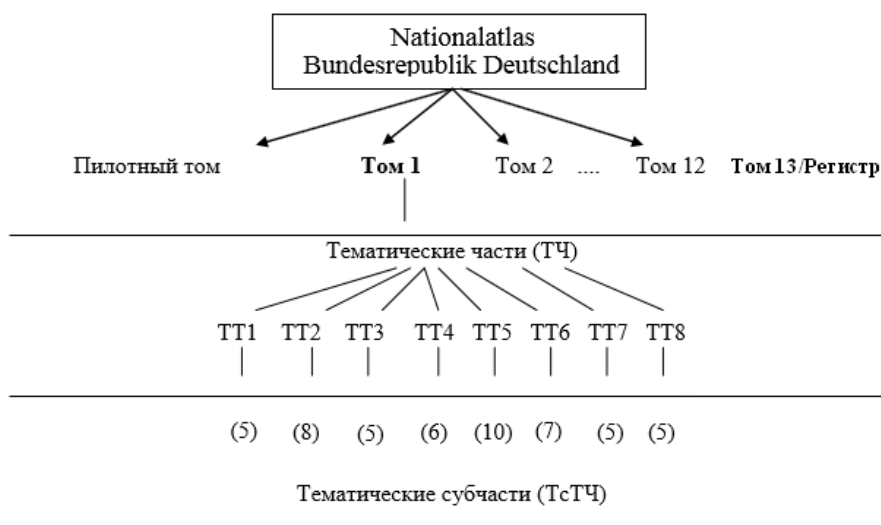 Nationalatlas
Bundesrepublik Deutschland
Пилотный том Том 1 Том 2 .... Том 12 Том 13/Регистр
Тематические части (ТЧ)
ТТ1 ТТ2 ТТ3 ТТ4 ТТ5 ТТ6 ТТ7 ТТ8
(5) (8) (5) (6) (10) (7) (5) (5)
Тематические субчасти (ТсТЧ)